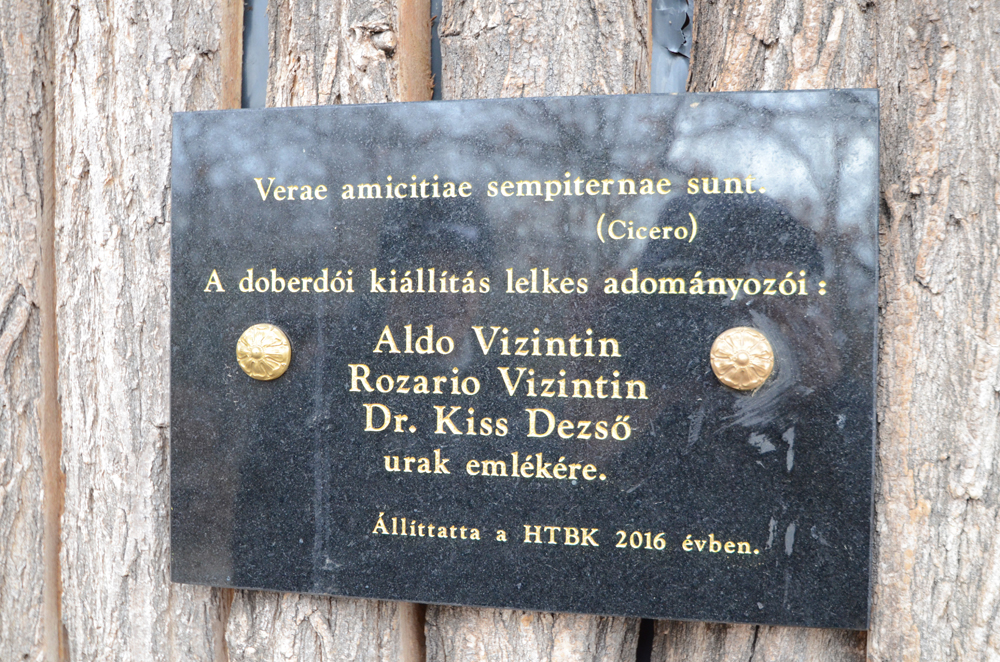 Verae amicitiae sempiternae sunt.
(Cicero)
A doberdói kiállítás lelkes adományozói :
Aldo Vizintin
Rozario Vizintin
Dr. Kiss Dezső
urak emlékére.
Állíttatta a HTBK 2016 évben.